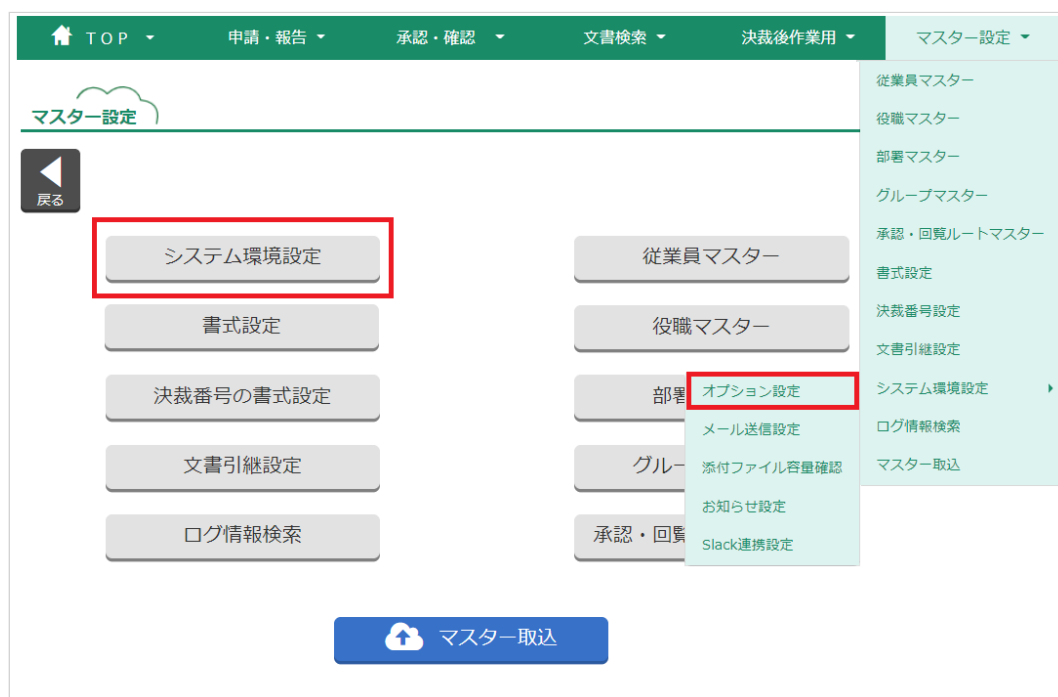 TOP
申請・報告
承認・確認
文書検索
決裁後作業用
マスター設定
マスター設定
戻る
システム環境設定
書式設定
決裁番号の書式設定
文書引継設定
ログ情報検索
従業員マスター
役職マスター
部署
グルー
承認・回覧
マスター取込
従業員マスター
役職マスター
部署マスター
グループマスター
承認・回覧ルートマスター
書式設定
決裁番号設定
文書引継設定
システム環境設定
ログ情報検索
マスター取込
オプション設定
メール送信設定
添付ファイル容量確認
お知らせ設定
Slack連携設定